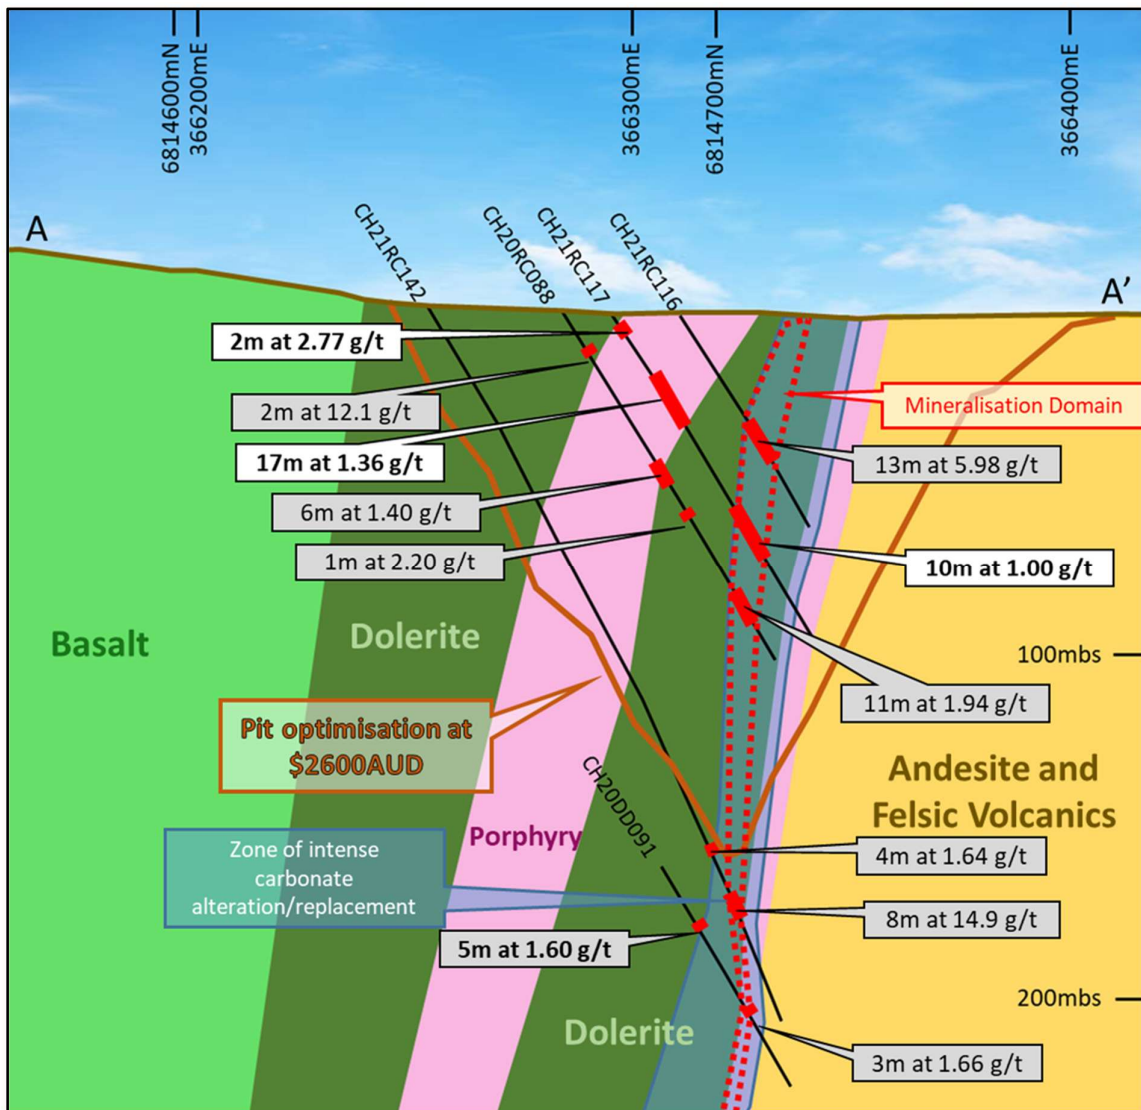 6814600mN
366200mE
366300mE
6814700mN
366400mE
A
A’
CH21RC142
CH20RC088
CH21RC117
CH21RC116
2m at 2.77 g/t
2m at 12.1 g/t
17m at 1.36 g/t
6m at 1.40 g/t
1m at 2.20 g/t
Mineralisation Domain
13m at 5.98 g/t
10m at 1.00 g/t
11m at 1.94 g/t
Basalt
Dolerite
100mbs
Pit optimisation at
$2600AUD
CH20DD091
Andesite and
Felsic Volcanics
Porphyry
Zone of intense
carbonate
alteration/replacement
4m at 1.64 g/t
8m at 14.9 g/t
5m at 1.60 g/t
200mbs
Dolerite
3m at 1.66 g/t